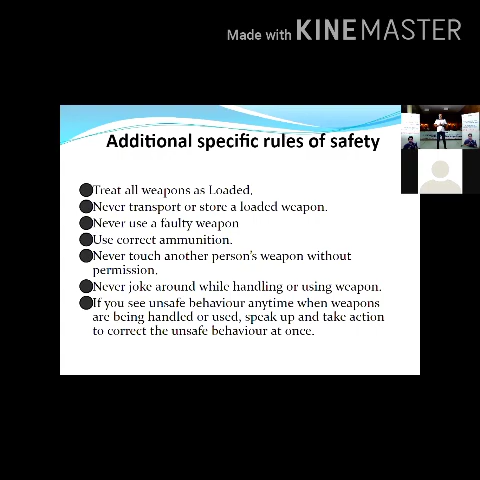 Made with KINEMASTER
Additional specific rules of safety
Treat all weapons as Loaded,
Never transport or store a loaded weapon.
Never use a faulty weapon
Use correct ammunition.
Never touch another person's weapon without
permission.
Never joke around while handling or using weapon.
If you see unsafe behaviour anytime when weapons
are being handled or used, speak up and take action
to correct the unsafe behaviour at once.